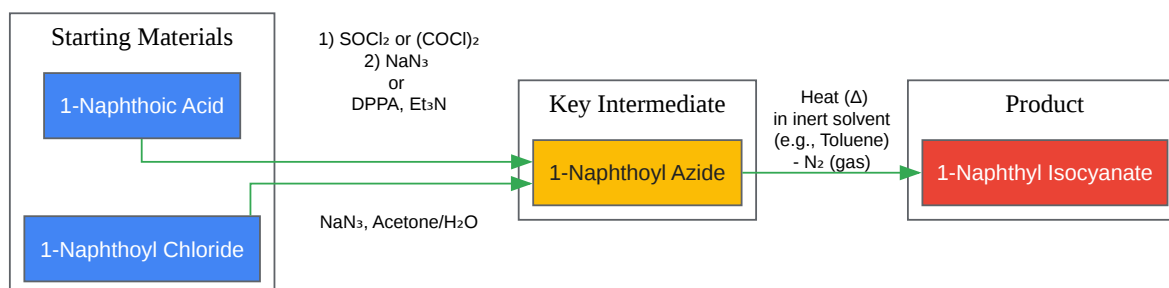 Starting Materials
1-Naphthoic Acid
1-Naphthoyl Chloride
1) SOCl₂ or (COCl)₂
2) NaN₃
or
DPPA, Et₃N
NaN₃, Acetone/H₂O
Key Intermediate
1-Naphthoyl Azide
Heat (Δ)
in inert solvent
(e.g., Toluene)
- N₂ (gas)
Product
1-Naphthyl Isocyanate